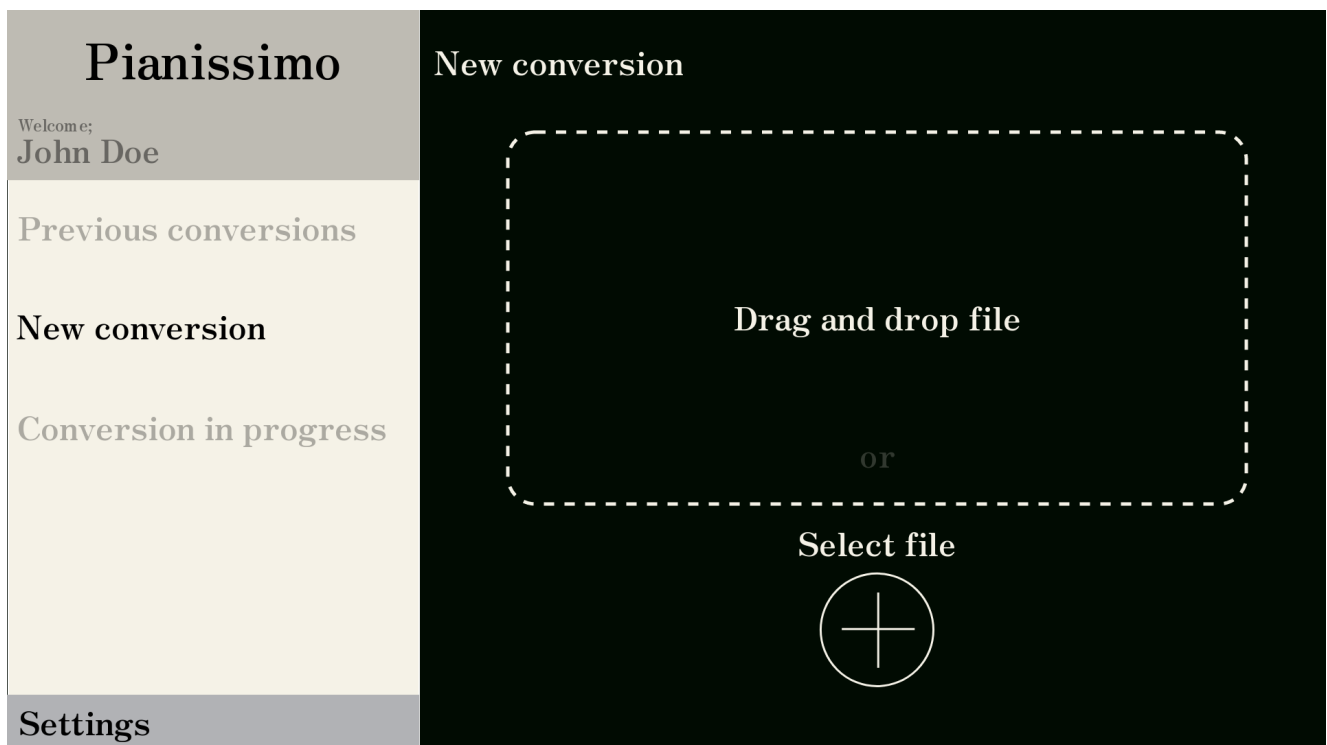 Pianissimo
Welcome;
John Doe
Previous conversions
New conversion
Conversion in progress
Settings
New conversion
Drag and drop file
or
Select file